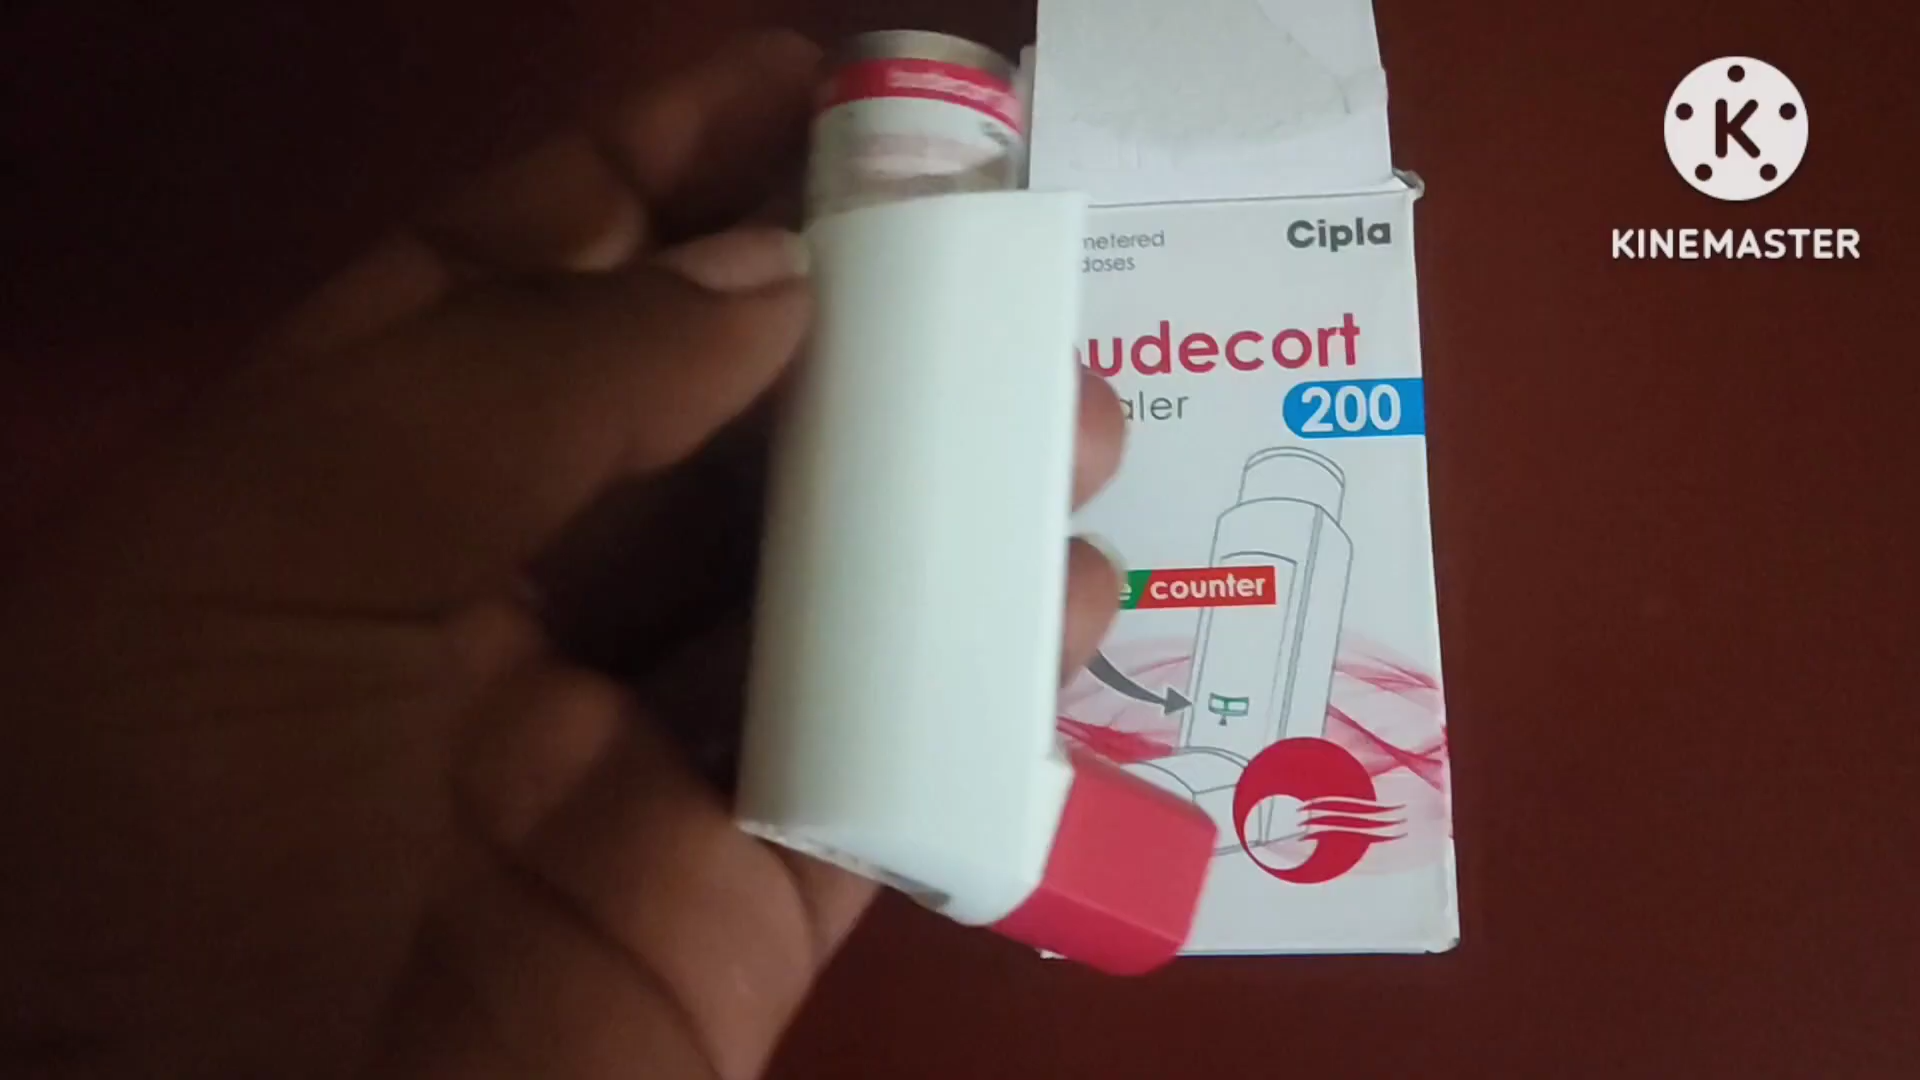 K
KINEMASTER
metered
doses
Cipla
udecort
aler
200
e counter